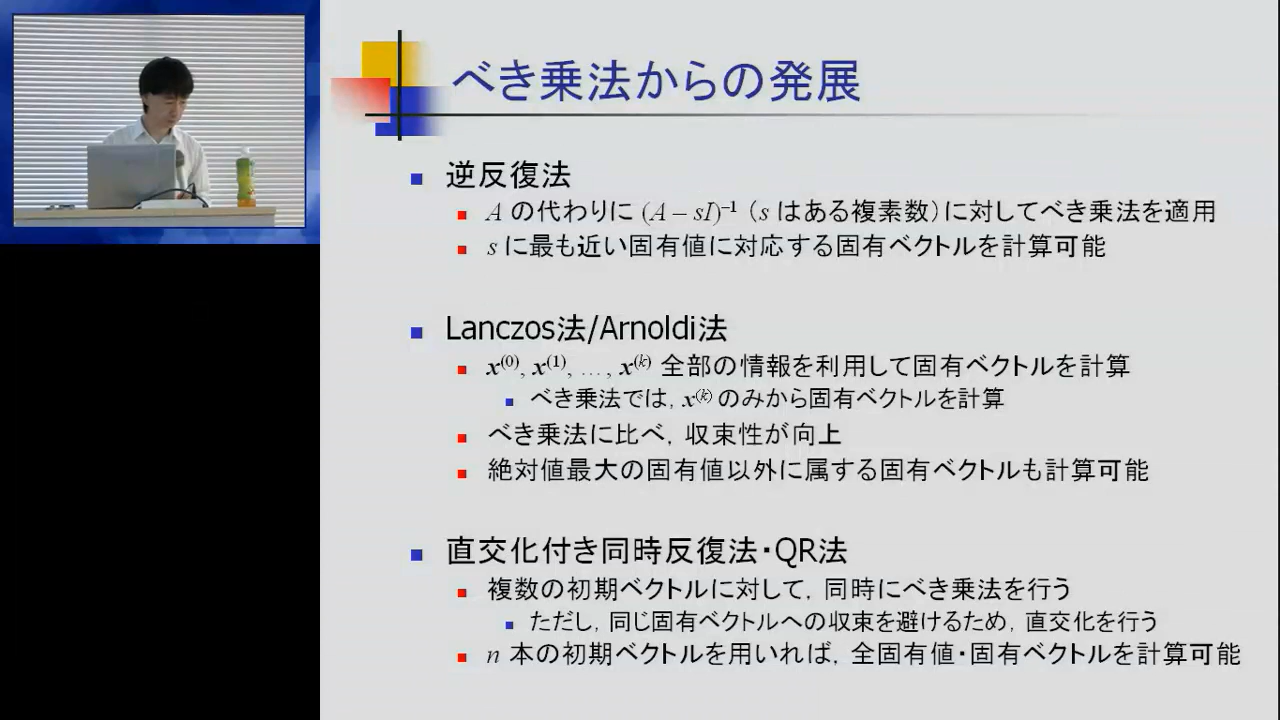 べき乗法からの発展
逆反復法
A の代わりに (A – sI)⁻¹ (s はある複素数)に対してべき乗法を適用
s に最も近い固有値に対応する固有ベクトルを計算可能
Lanczos法/Arnoldi法
x⁽⁰⁾, x⁽¹⁾, …, x⁽ᵏ⁾ 全部の情報を利用して固有ベクトルを計算
べき乗法では, x⁽ᵏ⁾ のみから固有ベクトルを計算
べき乗法に比べ, 収束性が向上
絶対値最大の固有値以外に属する固有ベクトルも計算可能
直交化付き同時反復法・QR法
複数の初期ベクトルに対して, 同時にべき乗法を行う
ただし, 同じ固有ベクトルへの収束を避けるため, 直交化を行う
n 本の初期ベクトルを用いれば, 全固有値・固有ベクトルを計算可能